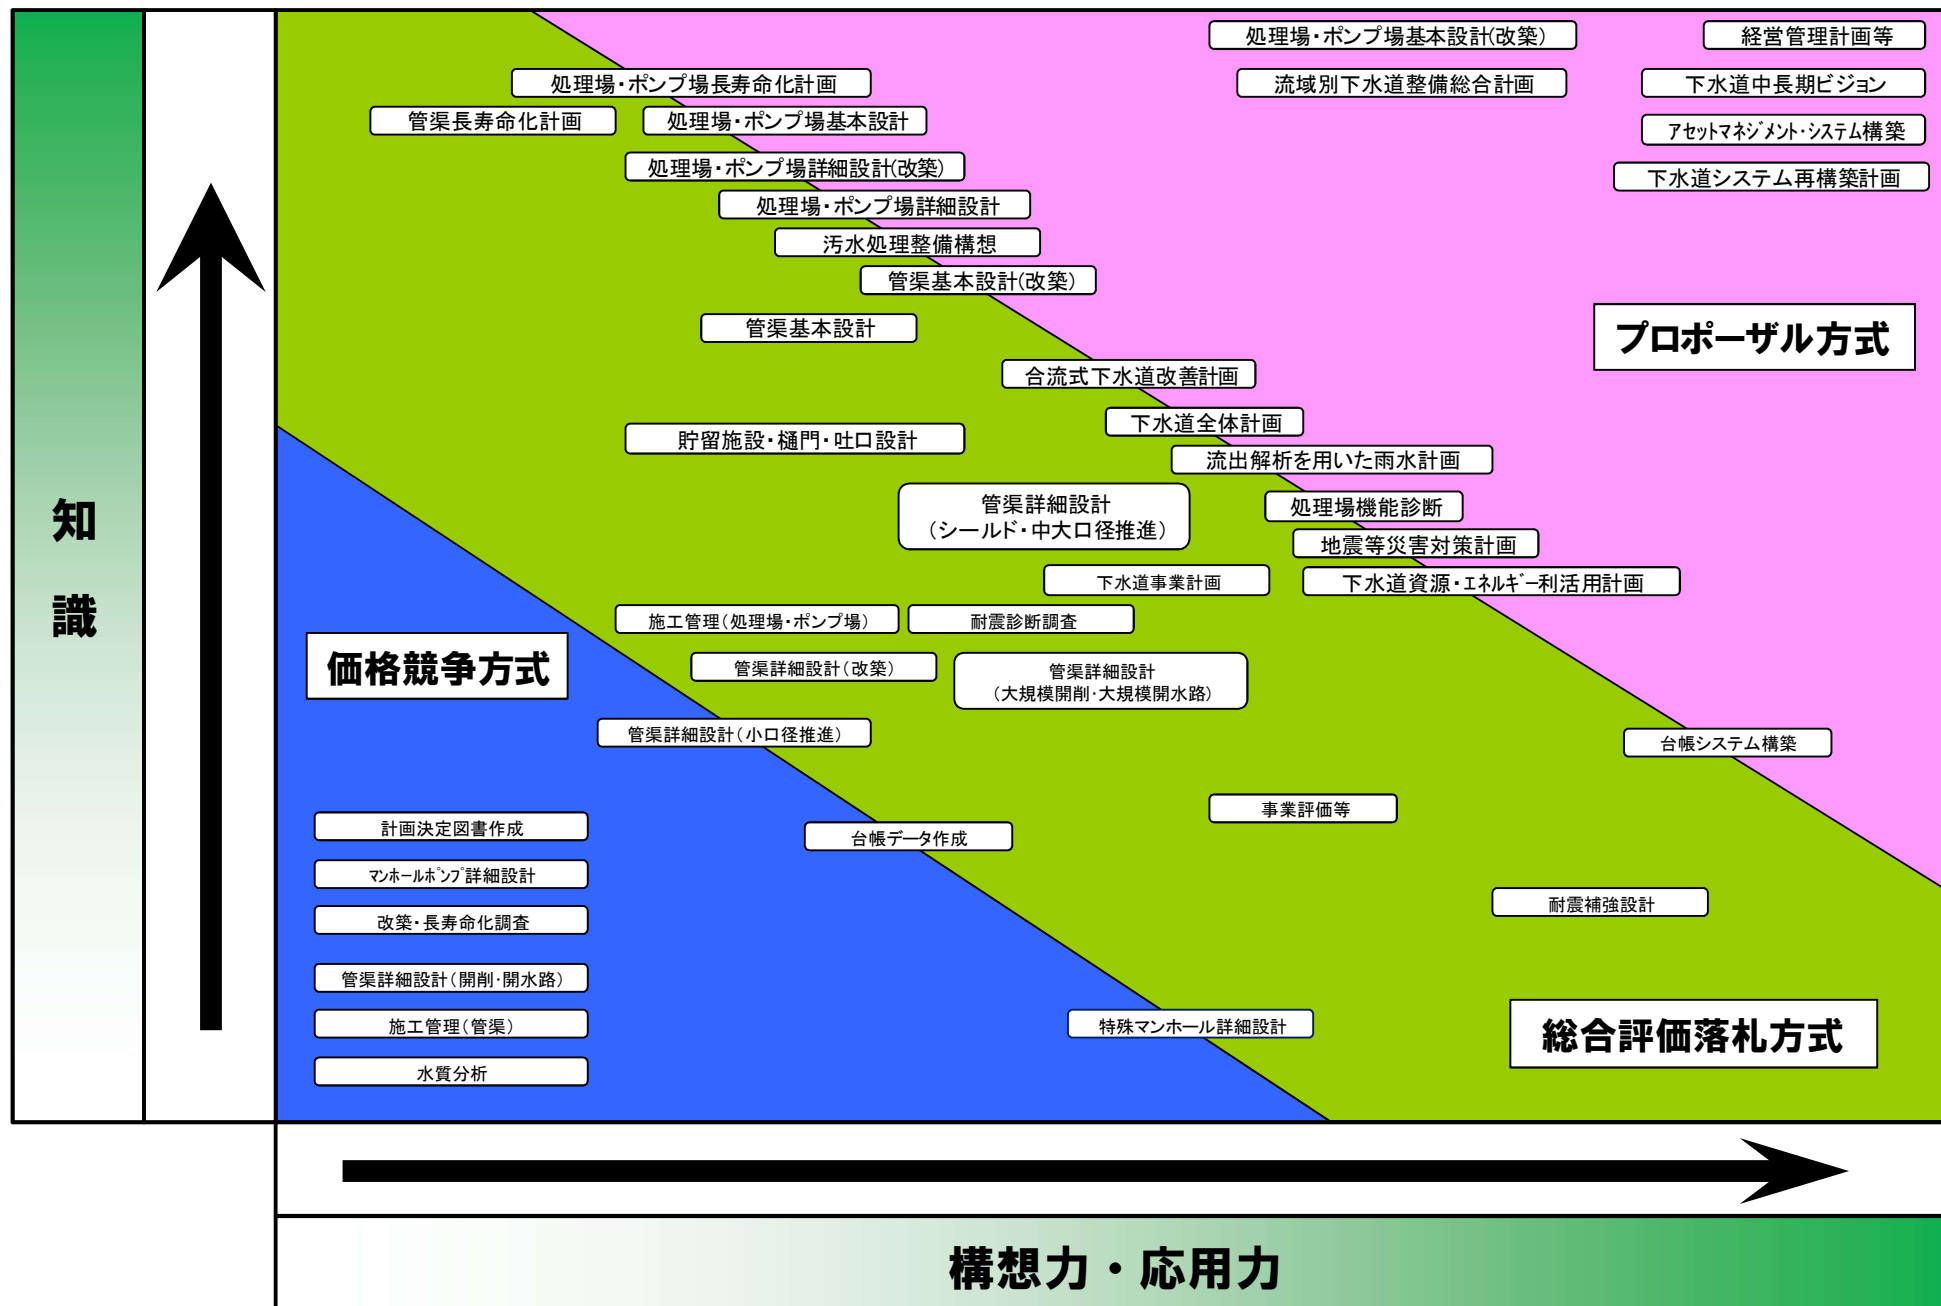 処理場・ポンプ場基本設計(改築)
経営管理計画等
処理場・ポンプ場長寿命化計画
流域別下水道整備総合計画
下水道中長期ビジョン
管渠長寿命化計画
処理場・ポンプ場基本設計
アセットマネジメント・システム構築
処理場・ポンプ場詳細設計(改築)
下水道システム再構築計画
処理場・ポンプ場詳細設計
汚水処理整備構想
管渠基本設計(改築)
管渠基本設計
プロポーザル方式
合流式下水道改善計画
下水道全体計画
貯留施設・樋門・吐口設計
流出解析を用いた雨水計画
管渠詳細設計
(シールド・中大口径推進)
処理場機能診断
地震等災害対策計画
下水道事業計画
下水道資源・エネルギー利活用計画
知
識
施工管理(処理場・ポンプ場)
耐震診断調査
価格競争方式
管渠詳細設計(改築)
管渠詳細設計
(大規模開削・大規模開水路)
管渠詳細設計(小口径推進)
台帳システム構築
事業評価等
計画決定図書作成
台帳データ作成
マンホールポンプ詳細設計
耐震補強設計
改築・長寿命化調査
管渠詳細設計(開削・開水路)
施工管理(管渠)
特殊マンホール詳細設計
総合評価落札方式
水質分析
構想力・応用力